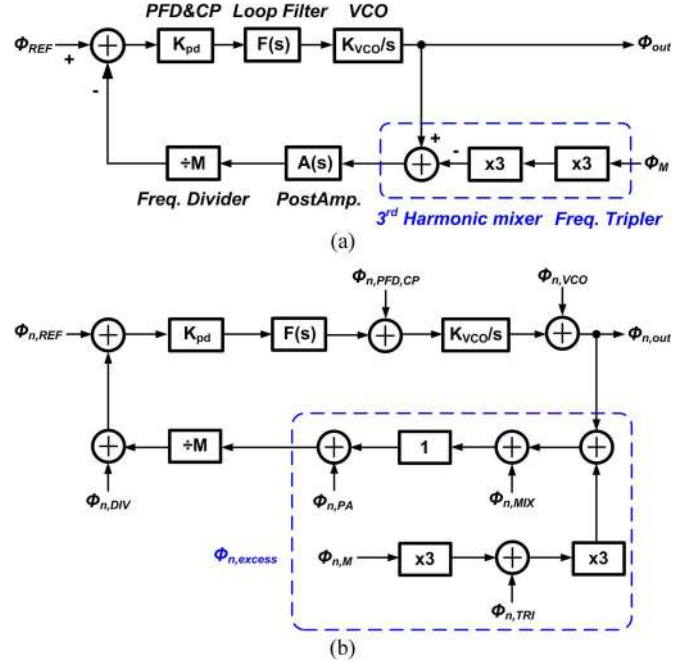 PFD&CP Loop Filter VCO
Φ_REF + K_pd F(s) K_VCO/s Φ_out
-
+
÷M A(s) - x3 x3 Φ_M
Freq. Divider PostAmp.
3^rd Harmonic mixer Freq. Tripler
(a)
Φ_n,PFD,CP Φ_n,VCO
Φ_n,REF K_pd F(s) K_VCO/s Φ_n,out
÷M 1
Φ_n,DIV Φ_n,PA Φ_n,MIX
Φ_n,excess Φ_n,M x3 x3
Φ_n,TRI
(b)